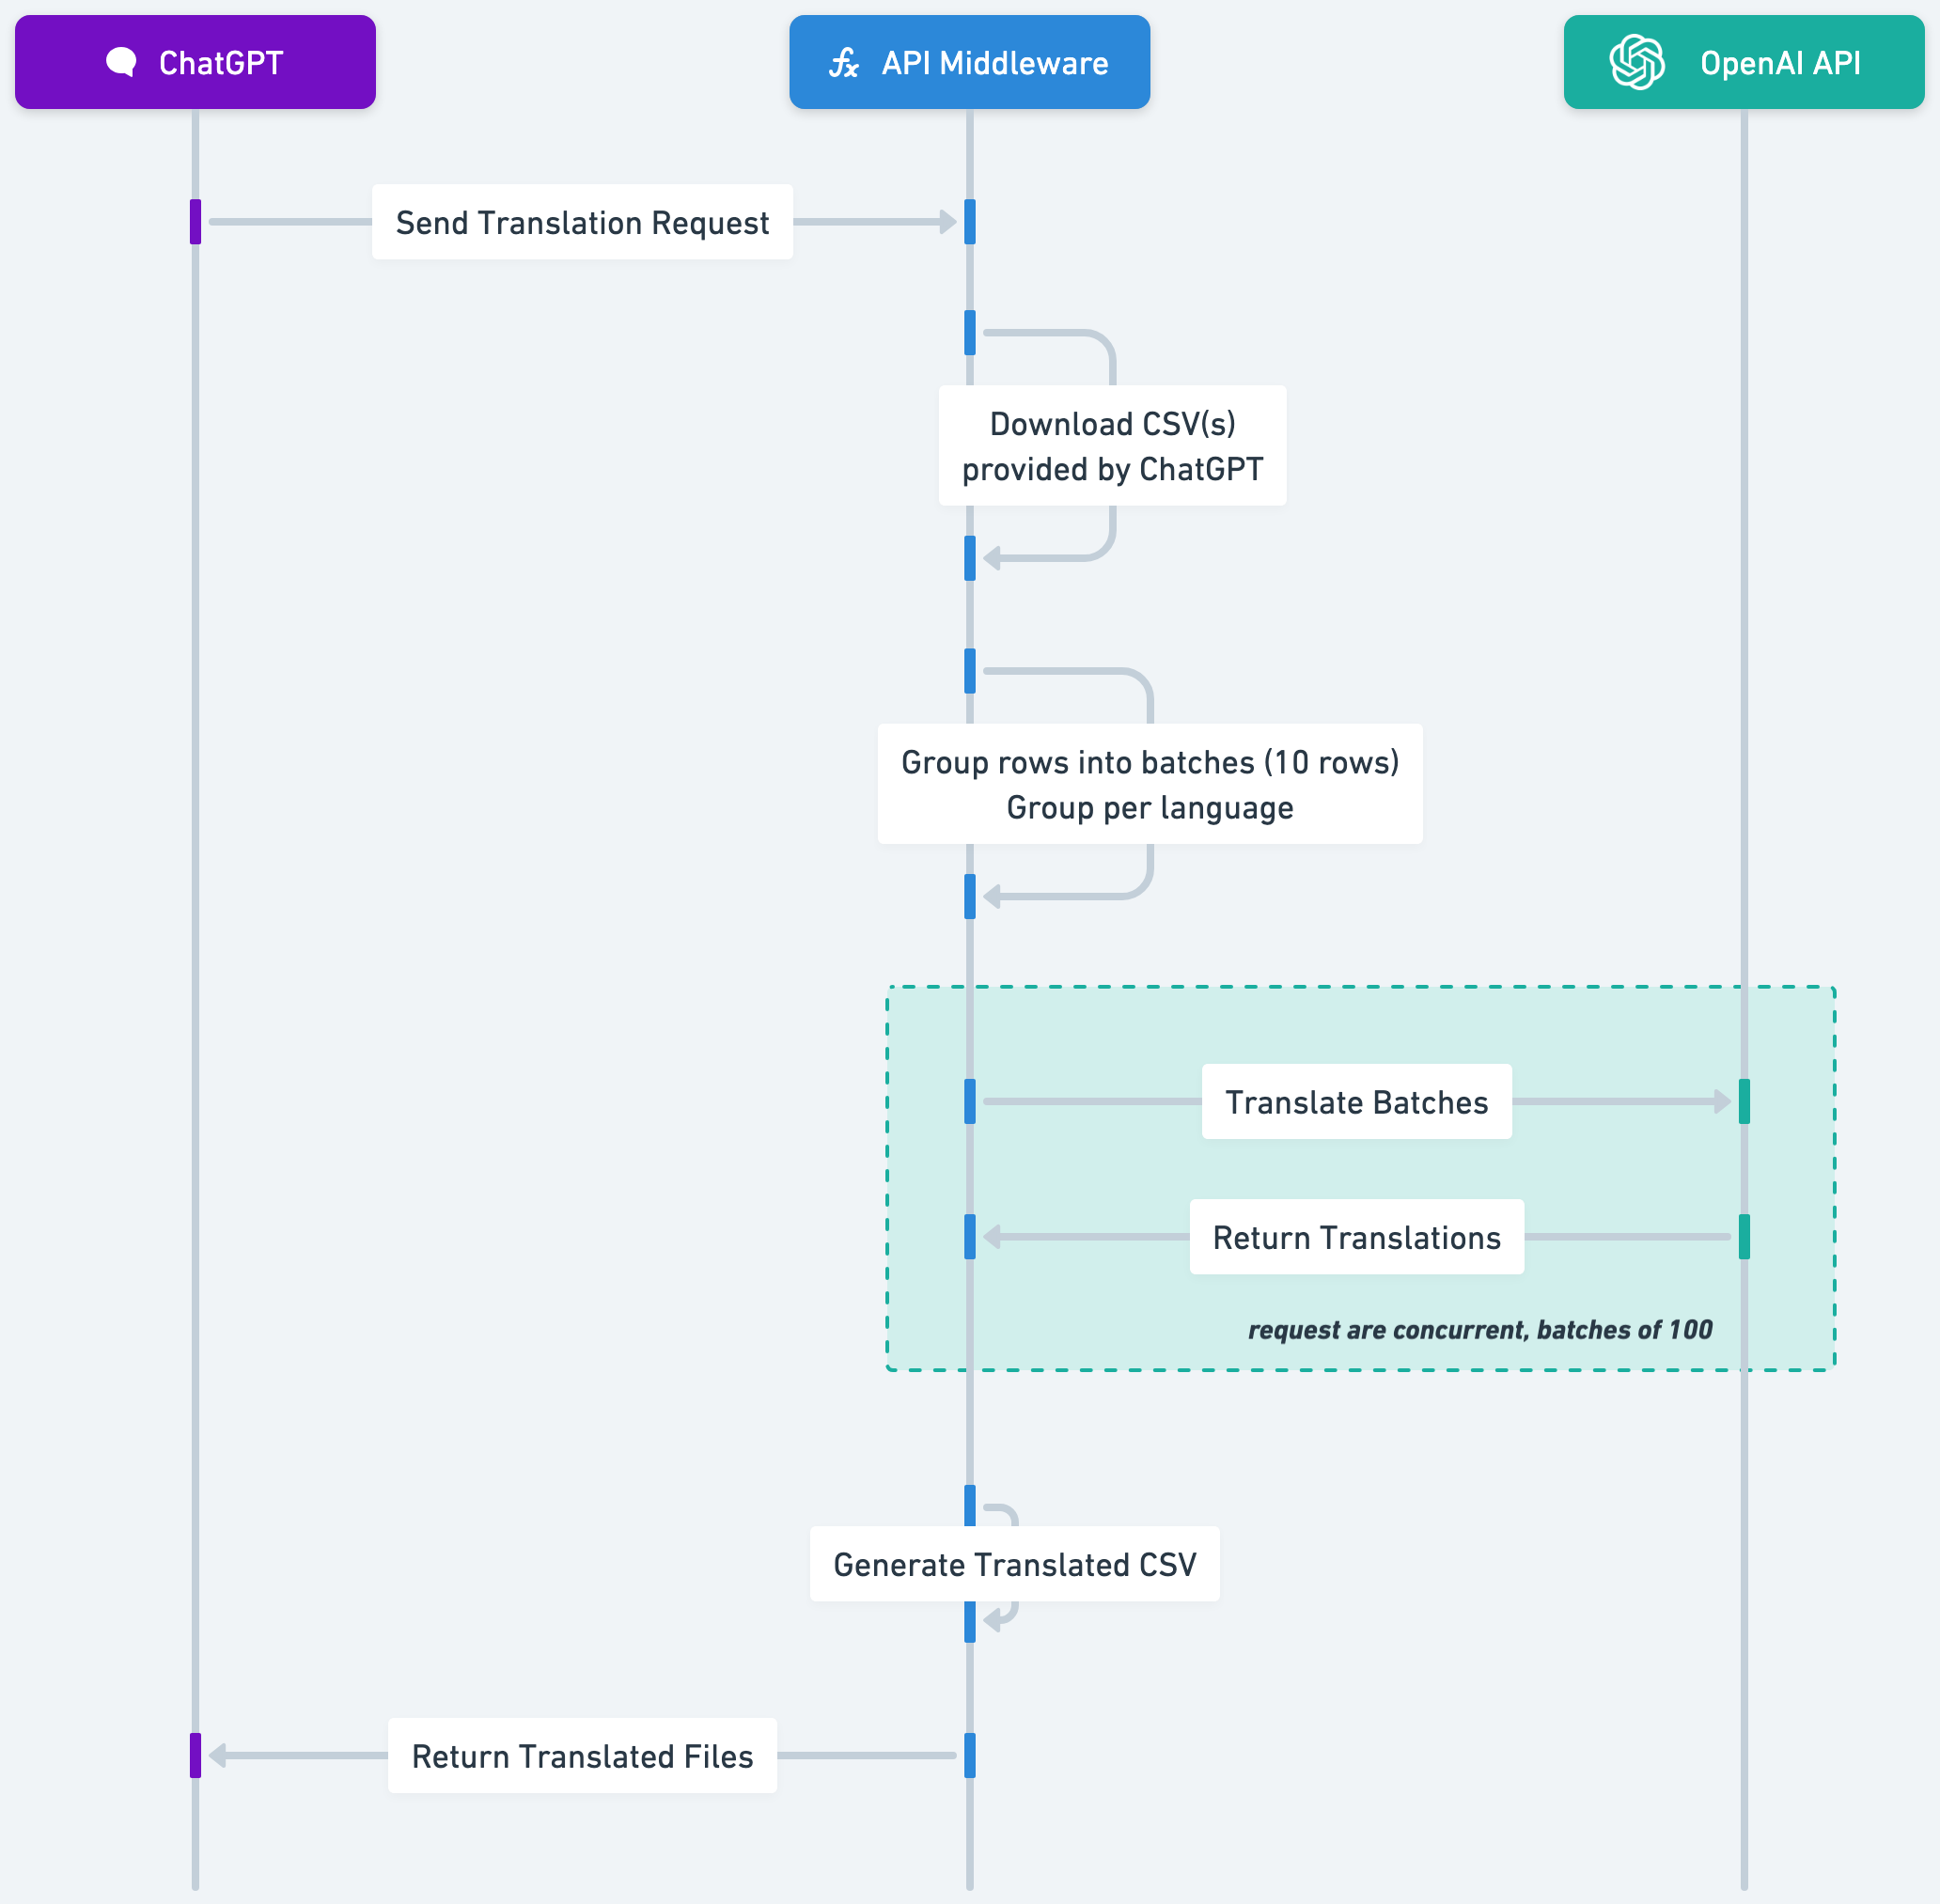 ChatGPT
API Middleware
OpenAI API
Send Translation Request
Download CSV(s)
provided by ChatGPT
Group rows into batches (10 rows)
Group per language
Translate Batches
Return Translations
request are concurrent, batches of 100
Generate Translated CSV
Return Translated Files